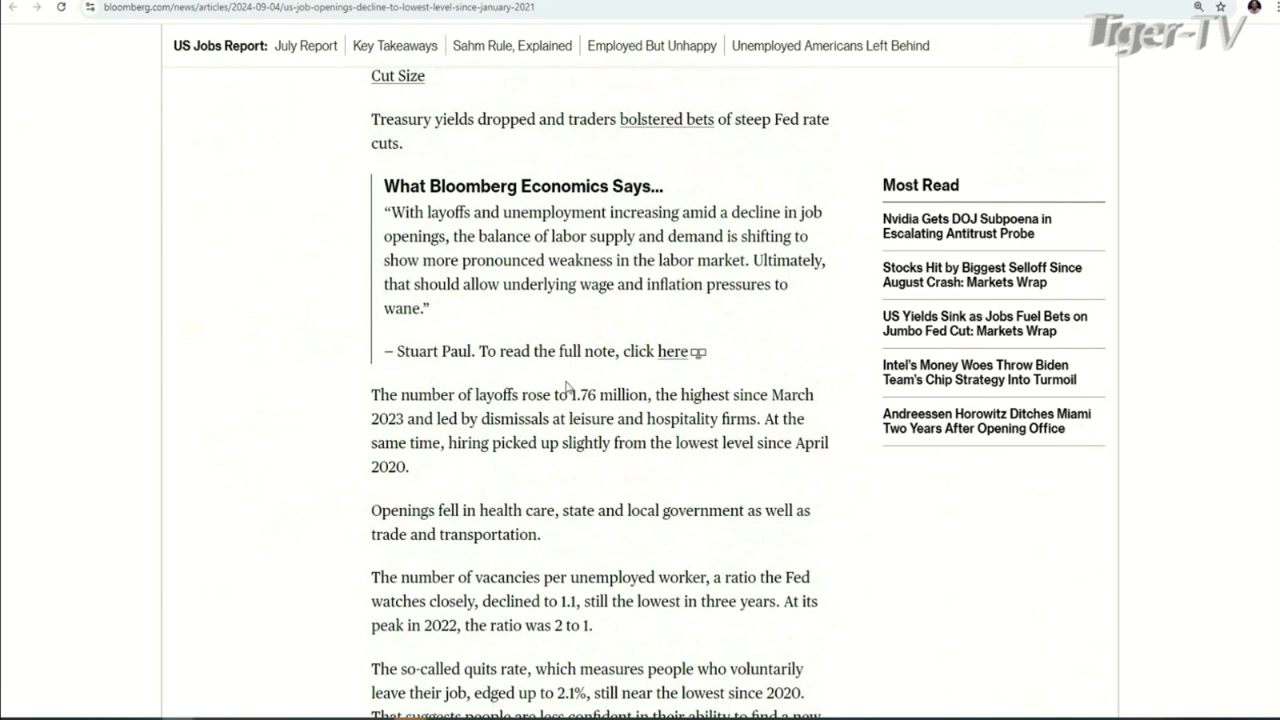 bloomberg.com/news/articles/2024-09-04/us-job-openings-decline-to-lowest-level-since-january-2021
Tiger-TV
US Jobs Report: July Report Key Takeaways Sahm Rule, Explained Employed But Unhappy Unemployed Americans Left Behind
Cut Size
Treasury yields dropped and traders bolstered bets of steep Fed rate
cuts.
What Bloomberg Economics Says...
“With layoffs and unemployment increasing amid a decline in job
openings, the balance of labor supply and demand is shifting to
show more pronounced weakness in the labor market. Ultimately,
that should allow underlying wage and inflation pressures to
wane.”
– Stuart Paul. To read the full note, click here
The number of layoffs rose to 1.76 million, the highest since March
2023 and led by dismissals at leisure and hospitality firms. At the
same time, hiring picked up slightly from the lowest level since April
2020.
Openings fell in health care, state and local government as well as
trade and transportation.
The number of vacancies per unemployed worker, a ratio the Fed
watches closely, declined to 1.1, still the lowest in three years. At its
peak in 2022, the ratio was 2 to 1.
The so-called quits rate, which measures people who voluntarily
leave their job, edged up to 2.1%, still near the lowest since 2020.
That suggests people are less confident in their ability to find a new
Most Read
Nvidia Gets DOJ Subpoena in
Escalating Antitrust Probe
Stocks Hit by Biggest Selloff Since
August Crash: Markets Wrap
US Yields Sink as Jobs Fuel Bets on
Jumbo Fed Cut: Markets Wrap
Intel's Money Woes Throw Biden
Team's Chip Strategy Into Turmoil
Andreessen Horowitz Ditches Miami
Two Years After Opening Office